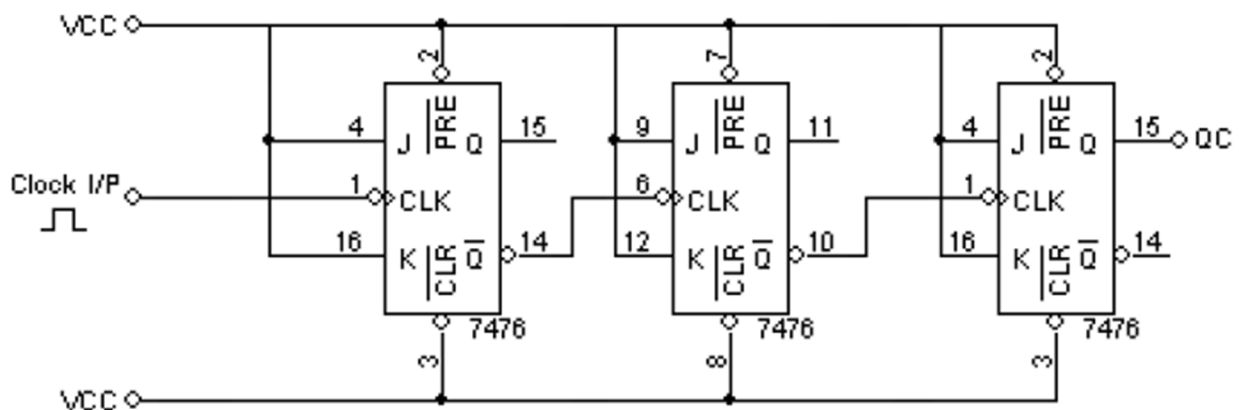 VCC
2 7 2
4 J PRE Q 15 9 J PRE Q 11 4 J PRE Q 15 QC
Clock I/P 1 CLK 6 CLK 1 CLK
16 K CLR Q 14 12 K CLR Q 10 16 K CLR Q 14
7476 7476 7476
3 8 3
VCC